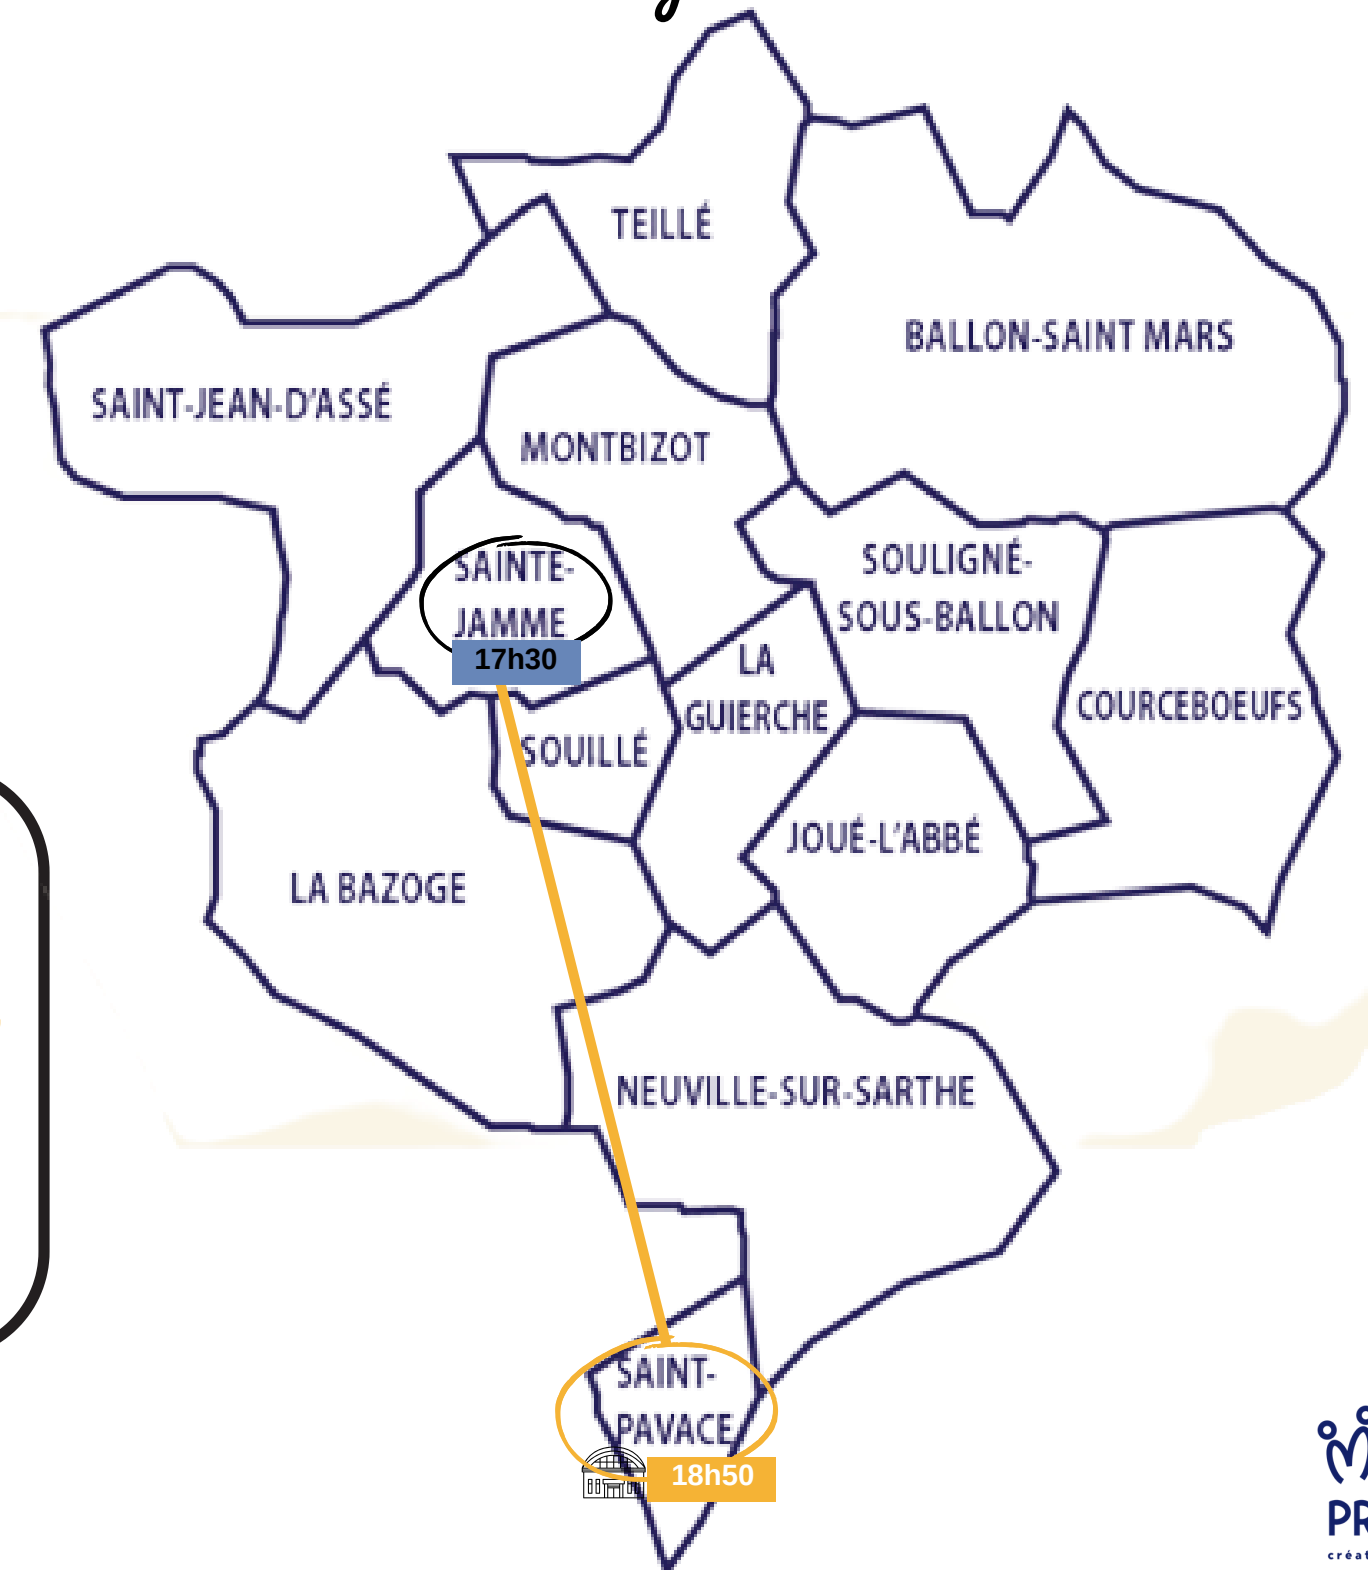 TEILLÉ
BALLON-SAINT MARS
SAINT-JEAN-D'ASSÉ
MONTBIZOT
SAINTE-
JAMME
17h30
SOULIGNÉ-
SOUS-BALLON
LA
GUIERCHE
COURCEBOEUFS
SOUILLÉ
JOUÉ-L'ABBÉ
LA BAZOGE
NEUVILLE-SUR-SARTHE
SAINT-
PAVACE
18h50